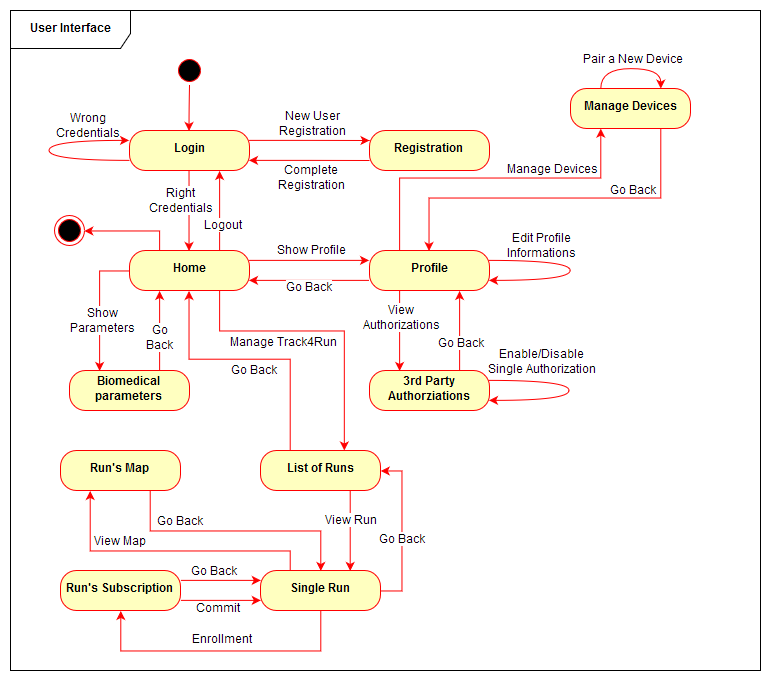 User Interface
Pair a New Device
Manage Devices
Wrong
Credentials
New User
Registration
Login
Registration
Complete
Registration
Manage Devices
Go Back
Right
Credentials
Logout
Edit Profile
Informations
Show Profile
Home
Profile
Go Back
Show
Parameters
Go
Back
View
Authorizations
Manage Track4Run
Go Back
Go Back
Enable/Disable
Single Authorization
Biomedical
parameters
3rd Party
Authorziations
Run's Map
List of Runs
Go Back
View Run
View Map
Go Back
Go Back
Run's Subscription
Single Run
Commit
Enrollment